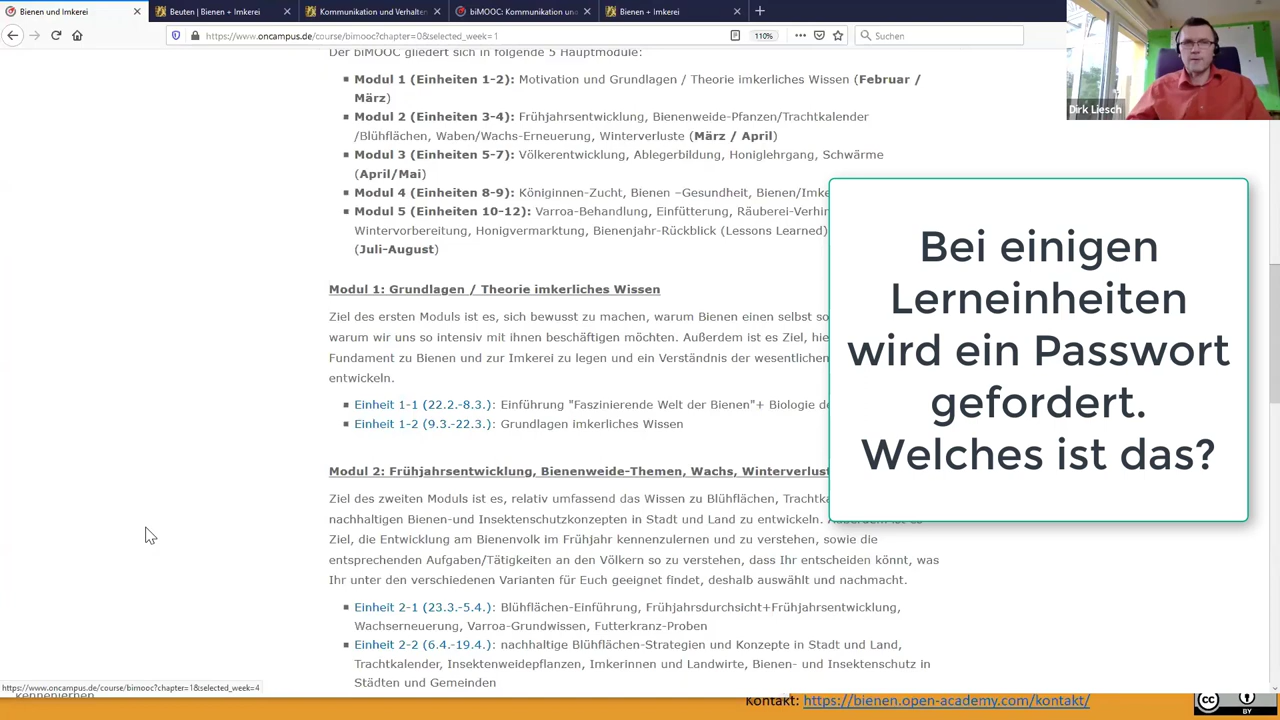 Bienen und Imkerei
Beuten | Bienen + Imkerei
Kommunikation und Verhalten
biMOOC: Kommunikation un
Bienen + Imkerei
https://www.oncampus.de/course/bimooc?chapter=0&selected_week=1
110%
Suchen
Dirk Liesch
Der biMOOC gliedert sich in folgende 5 Hauptmodule:
Modul 1 (Einheiten 1-2): Motivation und Grundlagen / Theorie imkerliches Wissen (Februar /
März)
Modul 2 (Einheiten 3-4): Frühjahrsentwicklung, Bienenweide-Pfanzen/Trachtkalender
/Blühflächen, Waben/Wachs-Erneuerung, Winterverluste (März / April)
Modul 3 (Einheiten 5-7): Völkerentwicklung, Ablegerbildung, Honiglehrgang, Schwärme
(April/Mai)
Modul 4 (Einheiten 8-9): Königinnen-Zucht, Bienen –Gesundheit, Bienen/Imke
Modul 5 (Einheiten 10-12): Varroa-Behandlung, Einfütterung, Räuberei-Verhin
Wintervorbereitung, Honigvermarktung, Bienenjahr-Rückblick (Lessons Learned)
(Juli-August)
Modul 1: Grundlagen / Theorie imkerliches Wissen
Ziel des ersten Moduls ist es, sich bewusst zu machen, warum Bienen einen selbst so
warum wir uns so intensiv mit ihnen beschäftigen möchten. Außerdem ist es Ziel, hie
Fundament zu Bienen und zur Imkerei zu legen und ein Verständnis der wesentlichen
entwickeln.
Einheit 1-1 (22.2.-8.3.): Einführung "Faszinierende Welt der Bienen"+ Biologie de
Einheit 1-2 (9.3.-22.3.): Grundlagen imkerliches Wissen
Modul 2: Frühjahrsentwicklung, Bienenweide-Themen, Wachs, Winterverlust
Ziel des zweiten Moduls ist es, relativ umfassend das Wissen zu Blühflächen, Trachtka
nachhaltigen Bienen-und Insektenschutzkonzepten in Stadt und Land zu entwickeln. Außerdem ist es
Ziel, die Entwicklung am Bienenvolk im Frühjahr kennenzulernen und zu verstehen, sowie die
entsprechenden Aufgaben/Tätigkeiten an den Völkern so zu verstehen, dass Ihr entscheiden könnt, was
Ihr unter den verschiedenen Varianten für Euch geeignet findet, deshalb auswählt und nachmacht.
Einheit 2-1 (23.3.-5.4.): Blühflächen-Einführung, Frühjahrsdurchsicht+Frühjahrsentwicklung,
Wachserneuerung, Varroa-Grundwissen, Futterkranz-Proben
Einheit 2-2 (6.4.-19.4.): nachhaltige Blühflächen-Strategien und Konzepte in Stadt und Land,
Trachtkalender, Insektenweidepflanzen, Imkerinnen und Landwirte, Bienen- und Insektenschutz in
Städten und Gemeinden
Bei einigen
Lerneinheiten
wird ein Passwort
gefordert.
Welches ist das?
https://www.oncampus.de/course/bimooc?chapter=1&selected_week=4
kennenlernen
Kontakt: https://bienen.open-academy.com/kontakt/
cc
BY